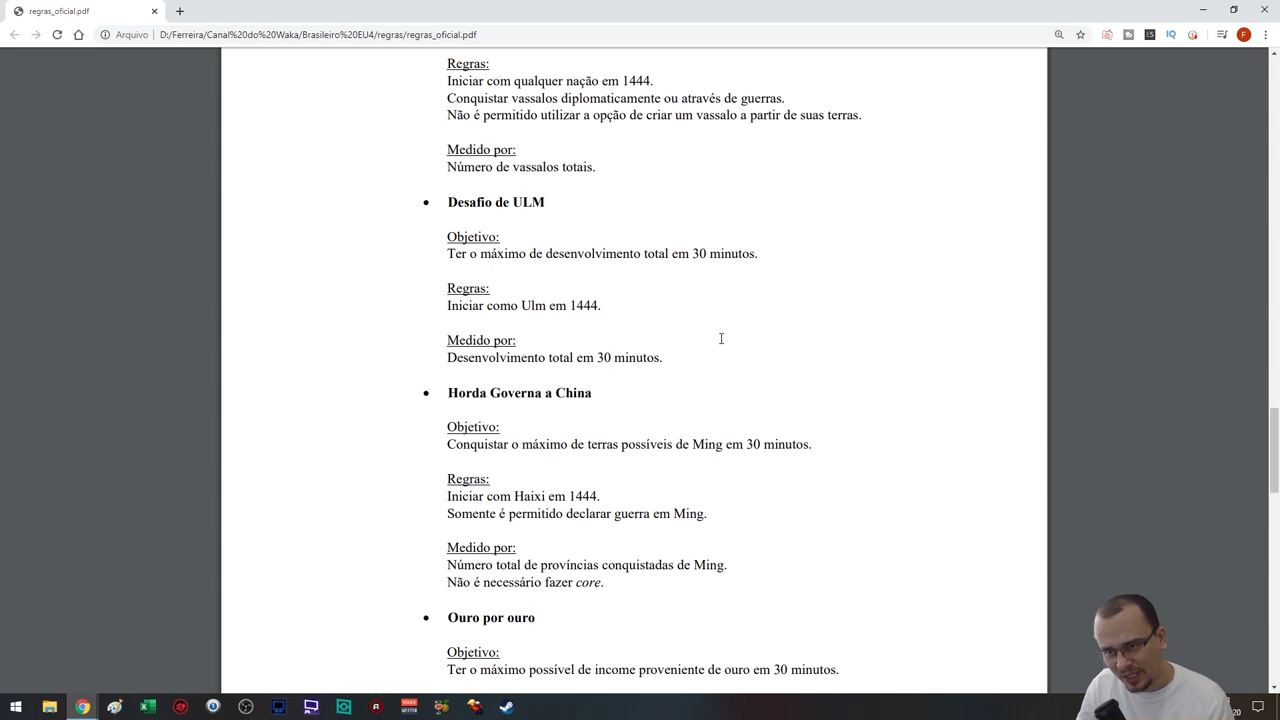 regras_oficial.pdf
Arquivo
D:/Ferreira/Canal%20do%20Waka/Brasileiro%20EU4/regras/regras_oficial.pdf
Regras:
Iniciar com qualquer nação em 1444.
Conquistar vassalos diplomaticamente ou através de guerras.
Não é permitido utilizar a opção de criar um vassalo a partir de suas terras.
Medido por:
Número de vassalos totais.
• Desafio de ULM
Objetivo:
Ter o máximo de desenvolvimento total em 30 minutos.
Regras:
Iniciar como Ulm em 1444.
Medido por:
Desenvolvimento total em 30 minutos.
• Horda Governa a China
Objetivo:
Conquistar o máximo de terras possíveis de Ming em 30 minutos.
Regras:
Iniciar com Haixi em 1444.
Somente é permitido declarar guerra em Ming.
Medido por:
Número total de províncias conquistadas de Ming.
Não é necessário fazer core.
• Ouro por ouro
Objetivo:
Ter o máximo possível de income proveniente de ouro em 30 minutos.